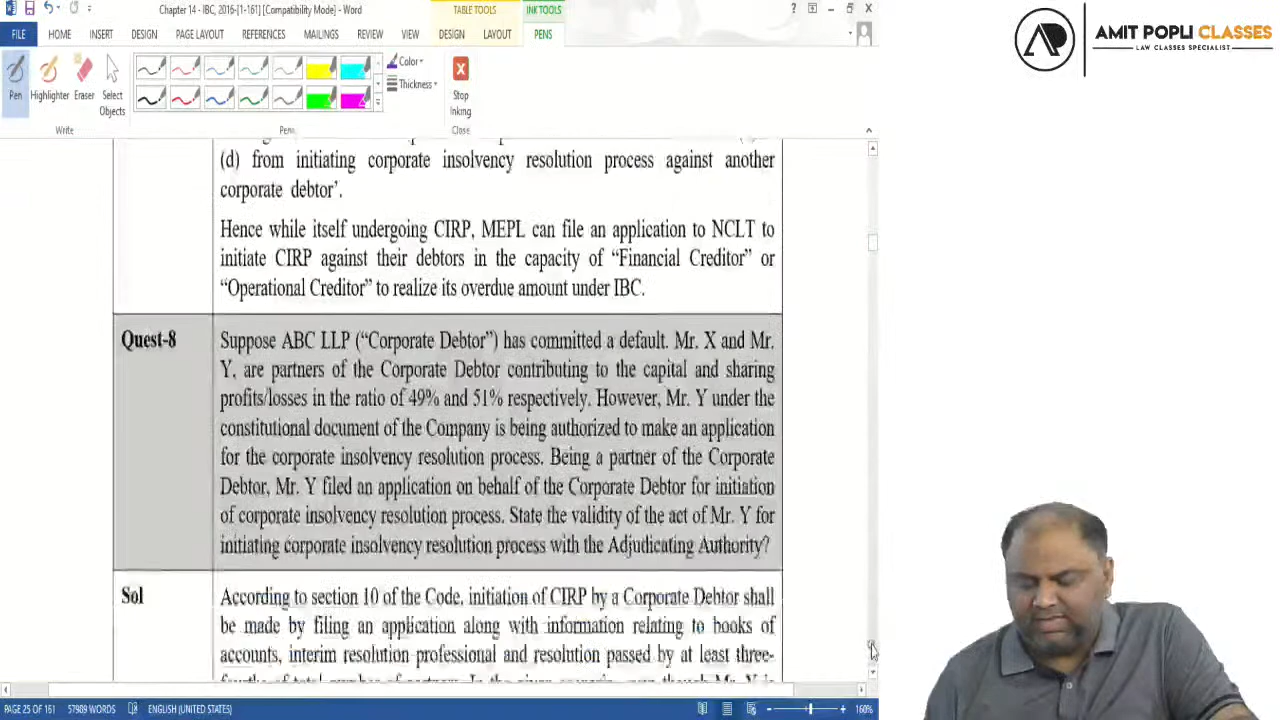 Chapter 14 - IBC, 2016-[1-161] [Compatibility Mode] - Word
TABLE TOOLS
INK TOOLS
FILE HOME INSERT DESIGN PAGE LAYOUT REFERENCES MAILINGS REVIEW VIEW DESIGN LAYOUT PENS
AMIT POPLI CLASSES
LAW CLASSES SPECIALIST
Pen Highlighter Eraser Select Objects
Color
Thickness
Stop Inking
Write Pens Close
(d) from initiating corporate insolvency resolution process against another
corporate debtor'.
Hence while itself undergoing CIRP, MEPL can file an application to NCLT to
initiate CIRP against their debtors in the capacity of “Financial Creditor” or
“Operational Creditor” to realize its overdue amount under IBC.
Quest-8
Suppose ABC LLP (“Corporate Debtor”) has committed a default. Mr. X and Mr.
Y, are partners of the Corporate Debtor contributing to the capital and sharing
profits/losses in the ratio of 49% and 51% respectively. However, Mr. Y under the
constitutional document of the Company is being authorized to make an application
for the corporate insolvency resolution process. Being a partner of the Corporate
Debtor, Mr. Y filed an application on behalf of the Corporate Debtor for initiation
of corporate insolvency resolution process. State the validity of the act of Mr. Y for
initiating corporate insolvency resolution process with the Adjudicating Authority?
Sol
According to section 10 of the Code, initiation of CIRP by a Corporate Debtor shall
be made by filing an application along with information relating to books of
accounts, interim resolution professional and resolution passed by at least three-
PAGE 25 OF 161 57989 WORDS ENGLISH (UNITED STATES) 160%